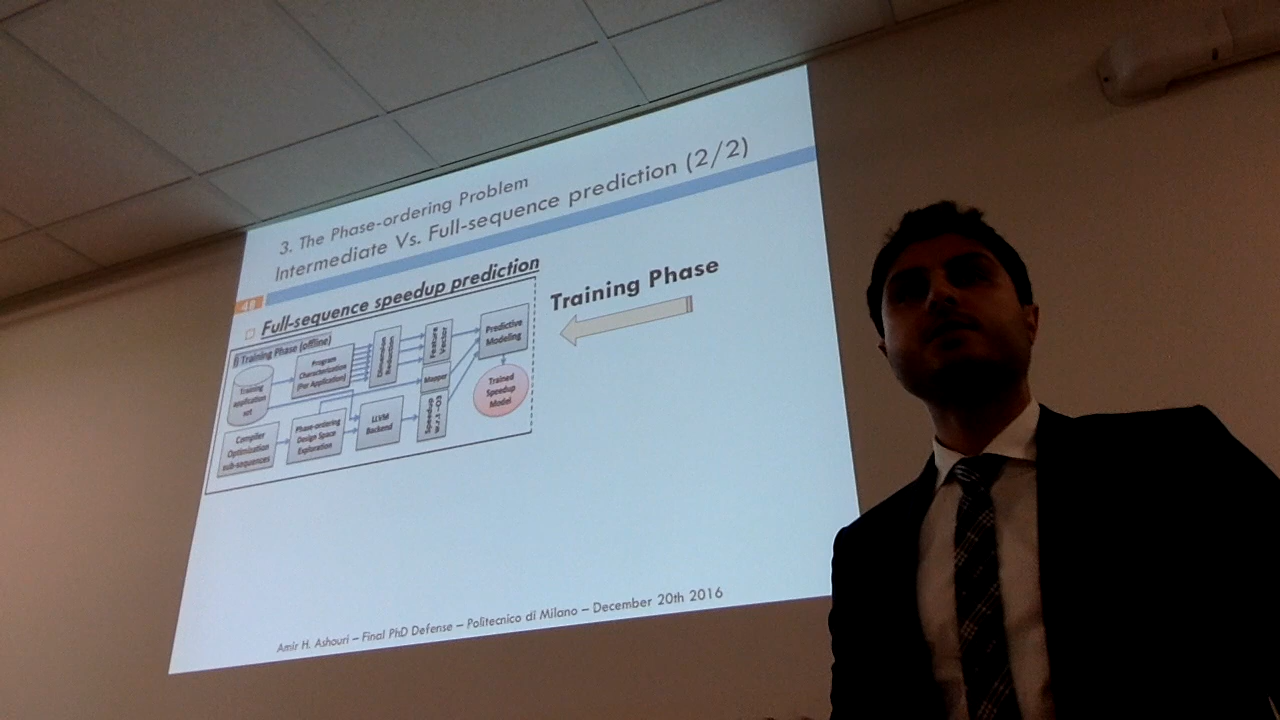 3. The Phase-ordering Problem
Intermediate Vs. Full-sequence prediction (2/2)
48
Full-sequence speedup prediction
Training Phase
I) Training Phase (offline)
Training
application
set
Program
Characterization
(Per Application)
Dimension
Reduction
Feature
Vector
Predictive
Modeling
Mapper
Trained
Speedup
Model
Compiler
Optimization
sub-sequences
Phase-ordering
Design Space
Exploration
LLVM
Backend
Speedup
w.r.t -O3
Amir H. Ashouri – Final PhD Defense – Politecnico di Milano – December 20th 2016